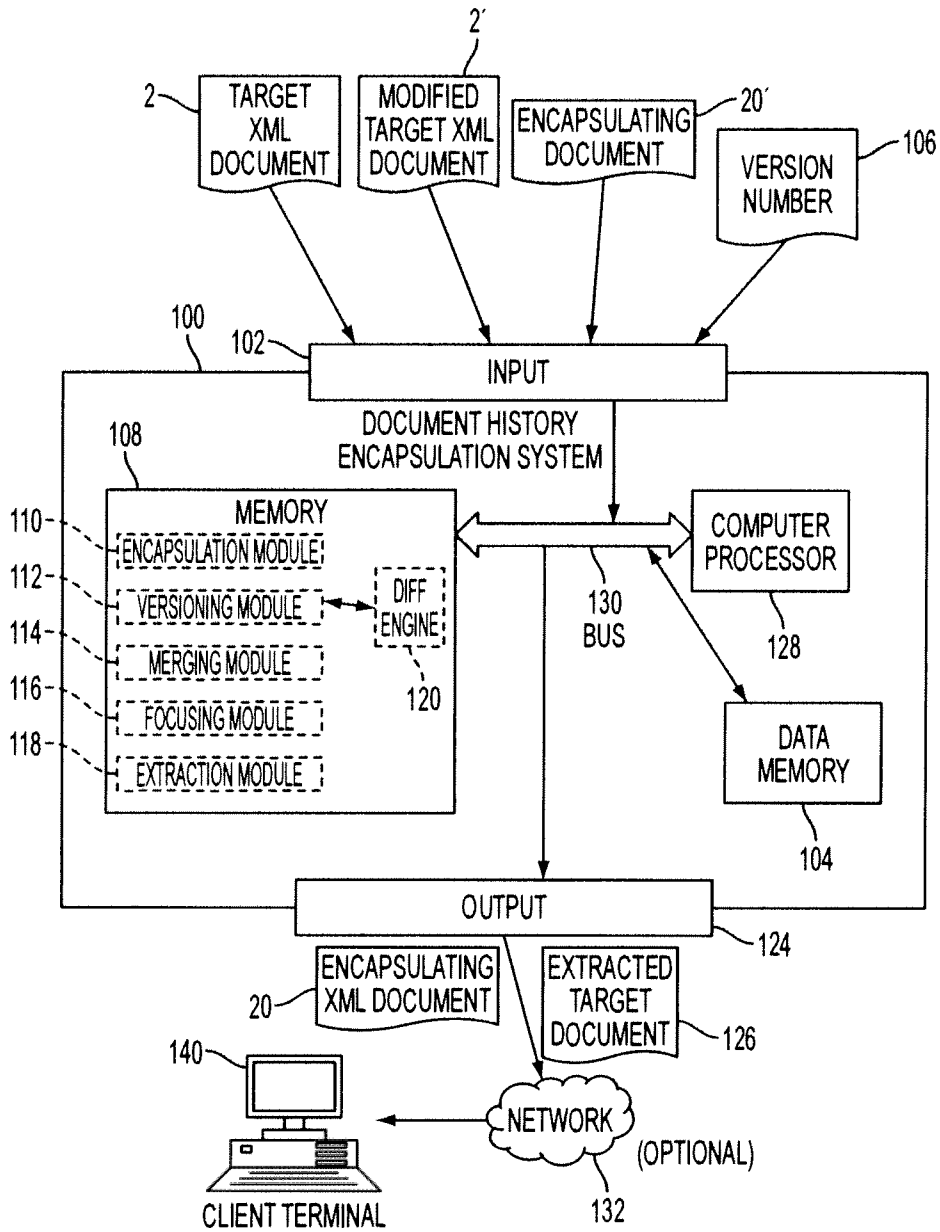 2
TARGET
XML
DOCUMENT
2′
MODIFIED
TARGET XML
DOCUMENT
20′
ENCAPSULATING
DOCUMENT
106
VERSION
NUMBER
100
102
INPUT
DOCUMENT HISTORY
ENCAPSULATION SYSTEM
108
MEMORY
110
ENCAPSULATION MODULE
112
VERSIONING MODULE
114
MERGING MODULE
116
FOCUSING MODULE
118
EXTRACTION MODULE
DIFF
ENGINE
120
130
BUS
COMPUTER
PROCESSOR
128
DATA
MEMORY
104
OUTPUT
124
ENCAPSULATING
XML DOCUMENT
20
EXTRACTED
TARGET
DOCUMENT
126
140
CLIENT TERMINAL
NETWORK
(OPTIONAL)
132